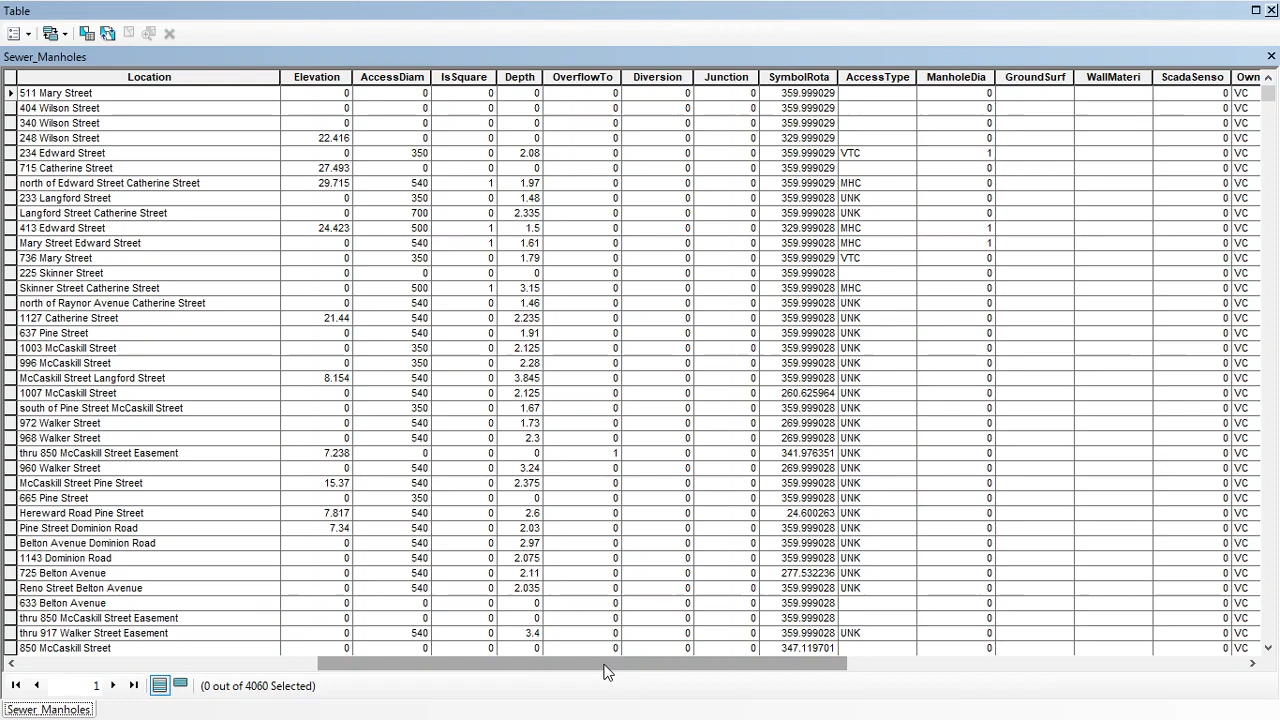 Table
Sewer_Manholes
Location Elevation AccessDiam IsSquare Depth OverflowTo Diversion Junction SymbolRota AccessType ManholeDia GroundSurf WallMateri ScadaSenso Own
511 Mary Street 0 0 0 0 0 0 0 359.999029 0 0 VC
404 Wilson Street 0 0 0 0 0 0 0 359.999029 0 0 VC
340 Wilson Street 0 0 0 0 0 0 0 359.999029 0 0 VC
248 Wilson Street 22.416 0 0 0 0 0 0 329.999029 0 0 VC
234 Edward Street 0 350 0 2.08 0 0 0 359.999029 VTC 1 0 VC
715 Catherine Street 27.493 0 0 0 0 0 0 359.999029 0 0 VC
north of Edward Street Catherine Street 29.715 540 1 1.97 0 0 0 359.999029 MHC 0 0 VC
233 Langford Street 0 350 0 1.48 0 0 0 359.999028 UNK 0 0 VC
Langford Street Catherine Street 0 700 0 2.335 0 0 0 359.999028 UNK 0 0 VC
413 Edward Street 24.423 500 1 1.5 0 0 0 329.999028 MHC 1 0 VC
Mary Street Edward Street 0 540 1 1.61 0 0 0 359.999028 MHC 1 0 VC
736 Mary Street 0 350 0 1.79 0 0 0 359.999028 VTC 0 0 VC
225 Skinner Street 0 0 0 0 0 0 0 359.999028 0 0 VC
Skinner Street Catherine Street 0 500 1 3.15 0 0 0 359.999028 MHC 0 0 VC
north of Raynor Avenue Catherine Street 0 540 0 1.46 0 0 0 359.999028 UNK 0 0 VC
1127 Catherine Street 21.44 540 0 2.235 0 0 0 359.999028 UNK 0 0 VC
637 Pine Street 0 540 0 1.91 0 0 0 359.999028 UNK 0 0 VC
1003 McCaskill Street 0 350 0 2.125 0 0 0 359.999028 UNK 0 0 VC
996 McCaskill Street 0 350 0 2.28 0 0 0 359.999028 UNK 0 0 VC
McCaskill Street Langford Street 8.154 540 0 3.845 0 0 0 359.999028 UNK 0 0 VC
1007 McCaskill Street 0 540 0 2.125 0 0 0 260.625964 UNK 0 0 VC
south of Pine Street McCaskill Street 0 350 0 1.67 0 0 0 359.999028 UNK 0 0 VC
972 Walker Street 0 540 0 1.73 0 0 0 269.999028 UNK 0 0 VC
968 Walker Street 0 540 0 2.3 0 0 0 269.999028 UNK 0 0 VC
thru 850 McCaskill Street Easement 7.238 0 0 0 1 0 0 341.976351 UNK 0 0 VC
960 Walker Street 0 540 0 3.24 0 0 0 269.999028 UNK 0 0 VC
McCaskill Street Pine Street 15.37 540 0 2.375 0 0 0 359.999028 UNK 0 0 VC
665 Pine Street 0 350 0 0 0 0 0 359.999028 UNK 0 0 VC
Hereward Road Pine Street 7.817 540 0 2.6 0 0 0 24.600263 UNK 0 0 VC
Pine Street Dominion Road 7.34 540 0 2.03 0 0 0 359.999028 UNK 0 0 VC
Belton Avenue Dominion Road 0 540 0 2.97 0 0 0 359.999028 UNK 0 0 VC
1143 Dominion Road 0 540 0 2.075 0 0 0 359.999028 UNK 0 0 VC
725 Belton Avenue 0 540 0 2.11 0 0 0 277.532236 UNK 0 0 VC
Reno Street Belton Avenue 0 540 0 2.035 0 0 0 359.999028 UNK 0 0 VC
633 Belton Avenue 0 0 0 0 0 0 0 359.999028 0 0 VC
thru 850 McCaskill Street Easement 0 0 0 0 0 0 0 359.999028 0 0 VC
thru 917 Walker Street Easement 0 540 0 3.4 0 0 0 359.999028 UNK 0 0 VC
850 McCaskill Street 0 0 0 0 0 0 0 347.119701 0 0 VC
1 (0 out of 4060 Selected)
Sewer_Manholes